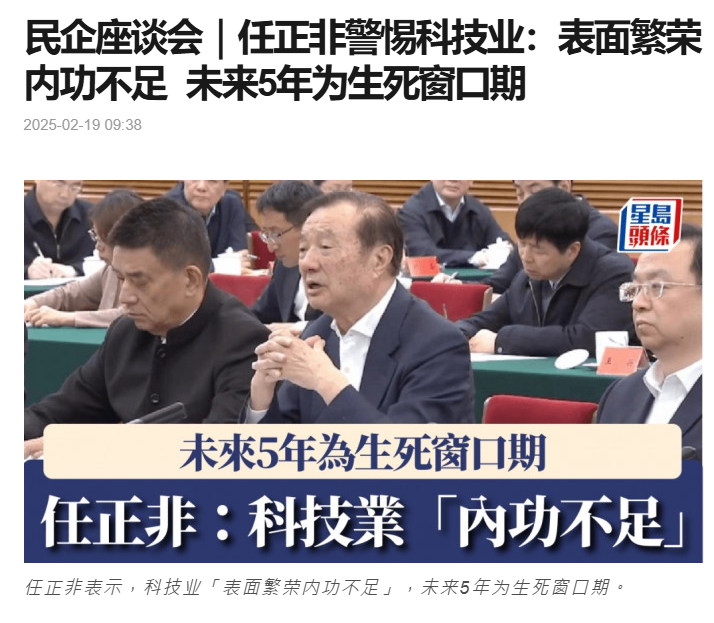 民企座谈会｜任正非警惕科技业：表面繁荣
内功不足 未来5年为生死窗口期
2025-02-19 09:38
星島
頭條
未來5年為生死窗口期
任正非：科技業「內功不足」
任正非表示，科技业「表面繁荣内功不足」，未来5年为生死窗口期。